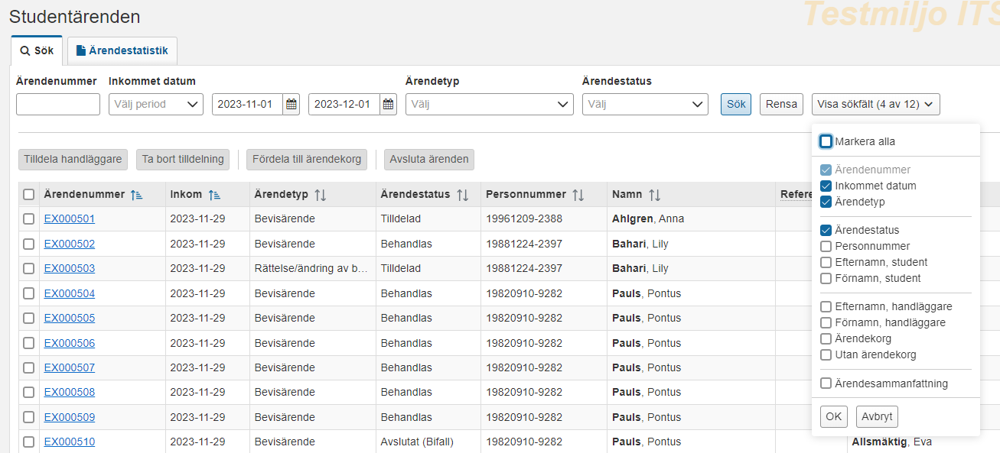 Studentärenden
Testmiljo ITS
Sök
Ärendestatistik
Ärendenummer Inkommet datum Ärendetyp Ärendestatus
Välj period 2023-11-01 2023-12-01 Välj Välj Sök Rensa Visa sökfält (4 av 12)
Tilldela handläggare Ta bort tilldelning Fördela till ärendekorg Avsluta ärenden
Ärendenummer Inkom Ärendetyp Ärendestatus Personnummer Namn Refere
EX000501 2023-11-29 Bevisärende Tilldelad 19961209-2388 Ahlgren, Anna
EX000502 2023-11-29 Bevisärende Behandlas 19881224-2397 Bahari, Lily
EX000503 2023-11-29 Rättelse/ändring av b... Tilldelad 19881224-2397 Bahari, Lily
EX000504 2023-11-29 Bevisärende Behandlas 19820910-9282 Pauls, Pontus
EX000505 2023-11-29 Bevisärende Behandlas 19820910-9282 Pauls, Pontus
EX000506 2023-11-29 Bevisärende Behandlas 19820910-9282 Pauls, Pontus
EX000507 2023-11-29 Bevisärende Behandlas 19820910-9282 Pauls, Pontus
EX000508 2023-11-29 Bevisärende Behandlas 19820910-9282 Pauls, Pontus
EX000509 2023-11-29 Bevisärende Behandlas 19820910-9282 Pauls, Pontus
EX000510 2023-11-29 Bevisärende Avslutat (Bifall) 19820910-9282 Pauls, Pontus Allsmäktig, Eva
Markera alla
Ärendenummer
Inkommet datum
Ärendetyp
Ärendestatus
Personnummer
Efternamn, student
Förnamn, student
Efternamn, handläggare
Förnamn, handläggare
Ärendekorg
Utan ärendekorg
Ärendesammanfattning
OK Avbryt